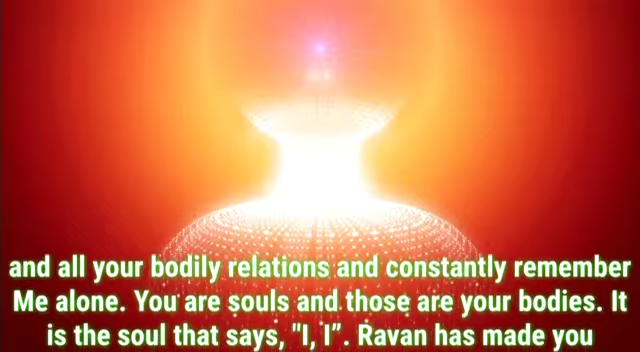 and all your bodily relations and constantly remember
Me alone. You are souls and those are your bodies. It
is the soul that says, "I, I”. Ravan has made you